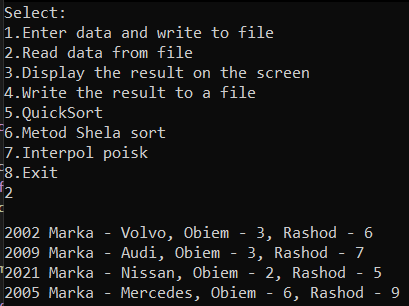 Select:
1.Enter data and write to file
2.Read data from file
3.Display the result on the screen
4.Write the result to a file
5.QuickSort
6.Metod Shela sort
7.Interpol poisk
8.Exit
2
2002 Marka - Volvo, Obiem - 3, Rashod - 6
2009 Marka - Audi, Obiem - 3, Rashod - 7
2021 Marka - Nissan, Obiem - 2, Rashod - 5
2005 Marka - Mercedes, Obiem - 6, Rashod - 9